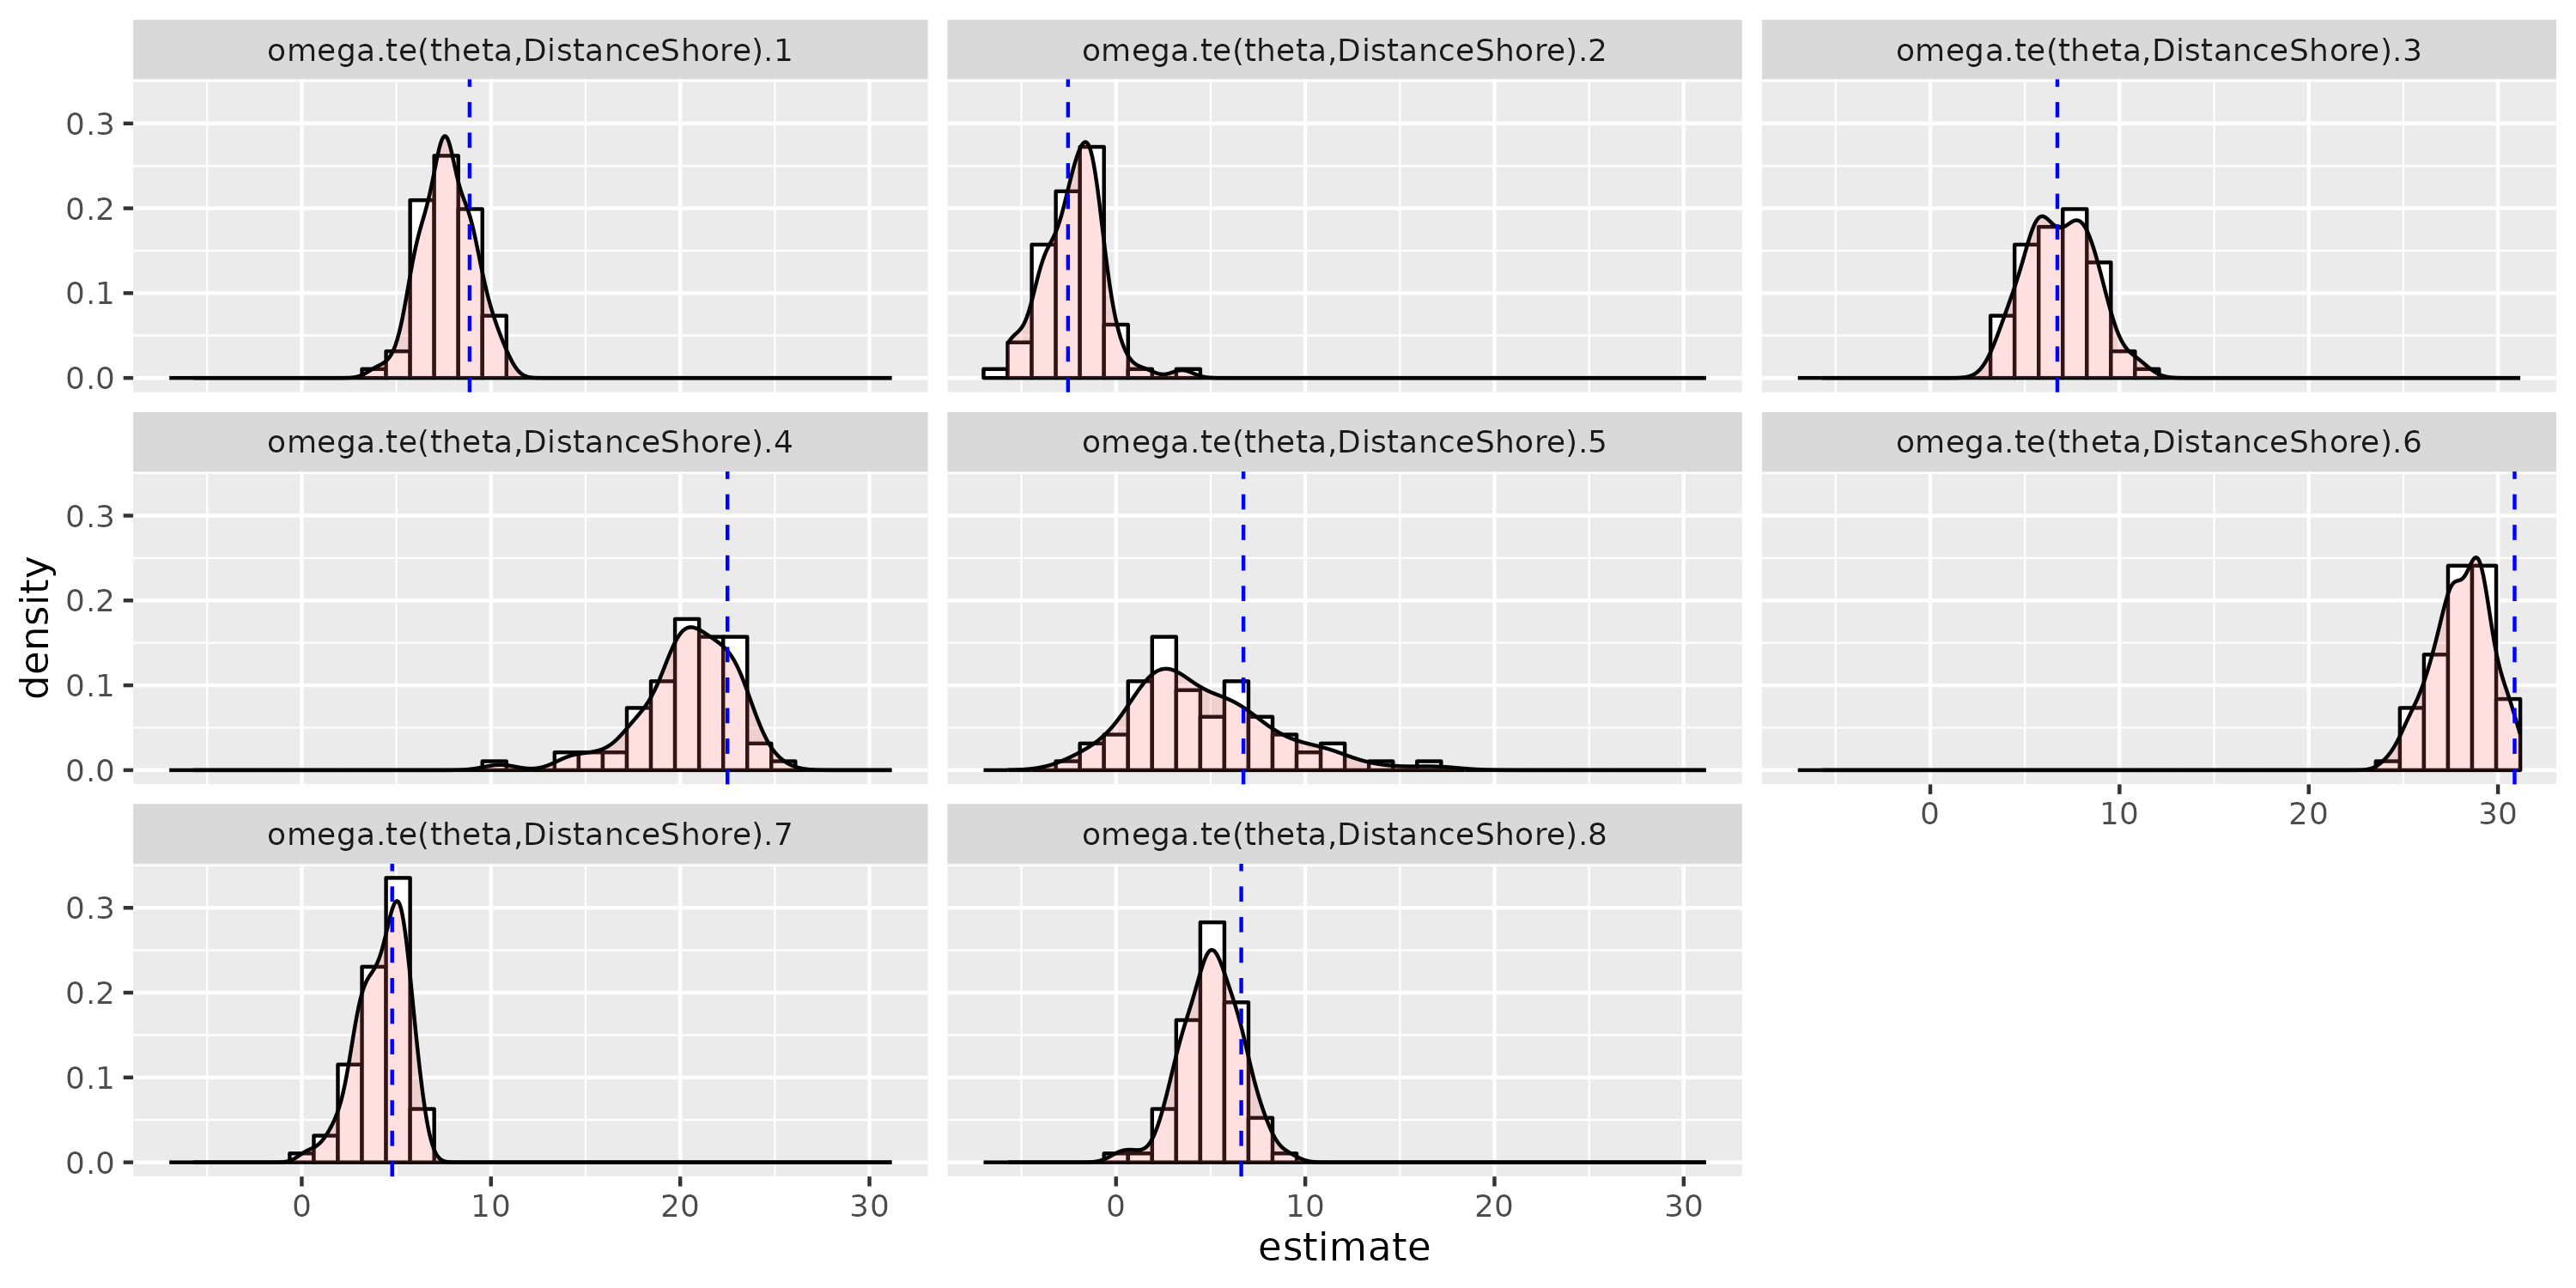 omega.te(theta,DistanceShore).1 omega.te(theta,DistanceShore).2 omega.te(theta,DistanceShore).3
0.3
0.2
0.1
0.0
omega.te(theta,DistanceShore).4 omega.te(theta,DistanceShore).5 omega.te(theta,DistanceShore).6
0.3
0.2
0.1
0.0
0 10 20 30
density
omega.te(theta,DistanceShore).7 omega.te(theta,DistanceShore).8
0.3
0.2
0.1
0.0
0 10 20 30 0 10 20 30
estimate